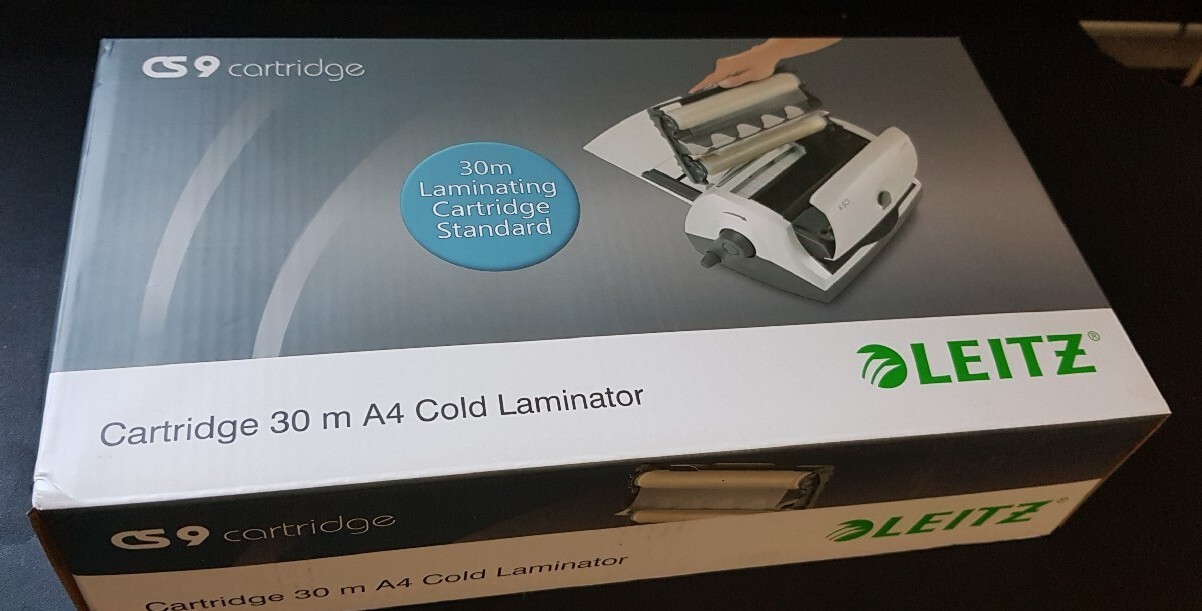 CS9 cartridge
30m
Laminating
Cartridge
Standard
LEITZ®
Cartridge 30 m A4 Cold Laminator
CS9 cartridge
LEITZ®
Cartridge 30 m A4 Cold Laminator